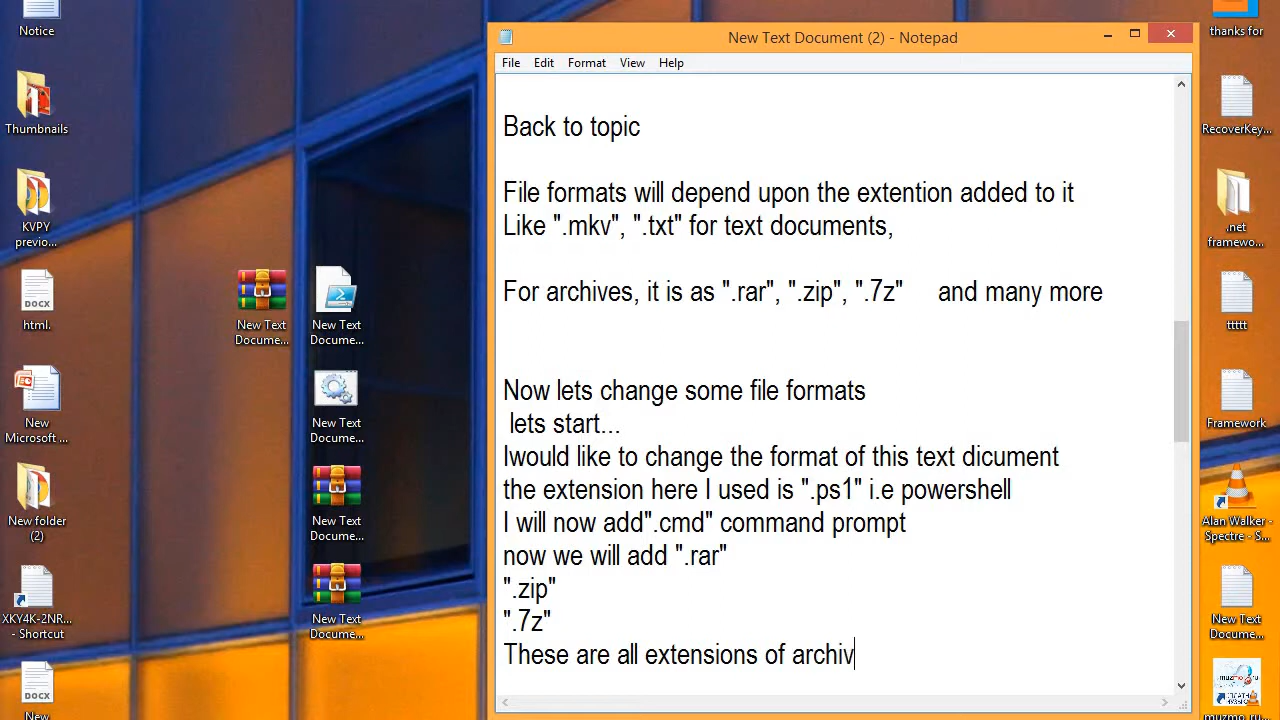 Notice
Thumbnails
KVPY
previo...
html.
New
Microsoft ...
New folder
(2)
XKY4K-2NR...
- Shortcut
New
New Text
Docume...
New Text
Docume...
New Text
Docume...
New Text
Docume...
New Text
Docume...
New Text Document (2) - Notepad
File Edit Format View Help
Back to topic
File formats will depend upon the extention added to it
Like ".mkv", ".txt" for text documents,
For archives, it is as ".rar", ".zip", ".7z" and many more
Now lets change some file formats
lets start...
Iwould like to change the format of this text dicument
the extension here I used is ".ps1" i.e powershell
I will now add".cmd" command prompt
now we will add ".rar"
".zip"
".7z"
These are all extensions of archiv
thanks for
RecoverKey...
.net
framewo...
ttttt
Framework
Alan Walker -
Spectre - S...
New Text
Docume...
DOCX
DOCX